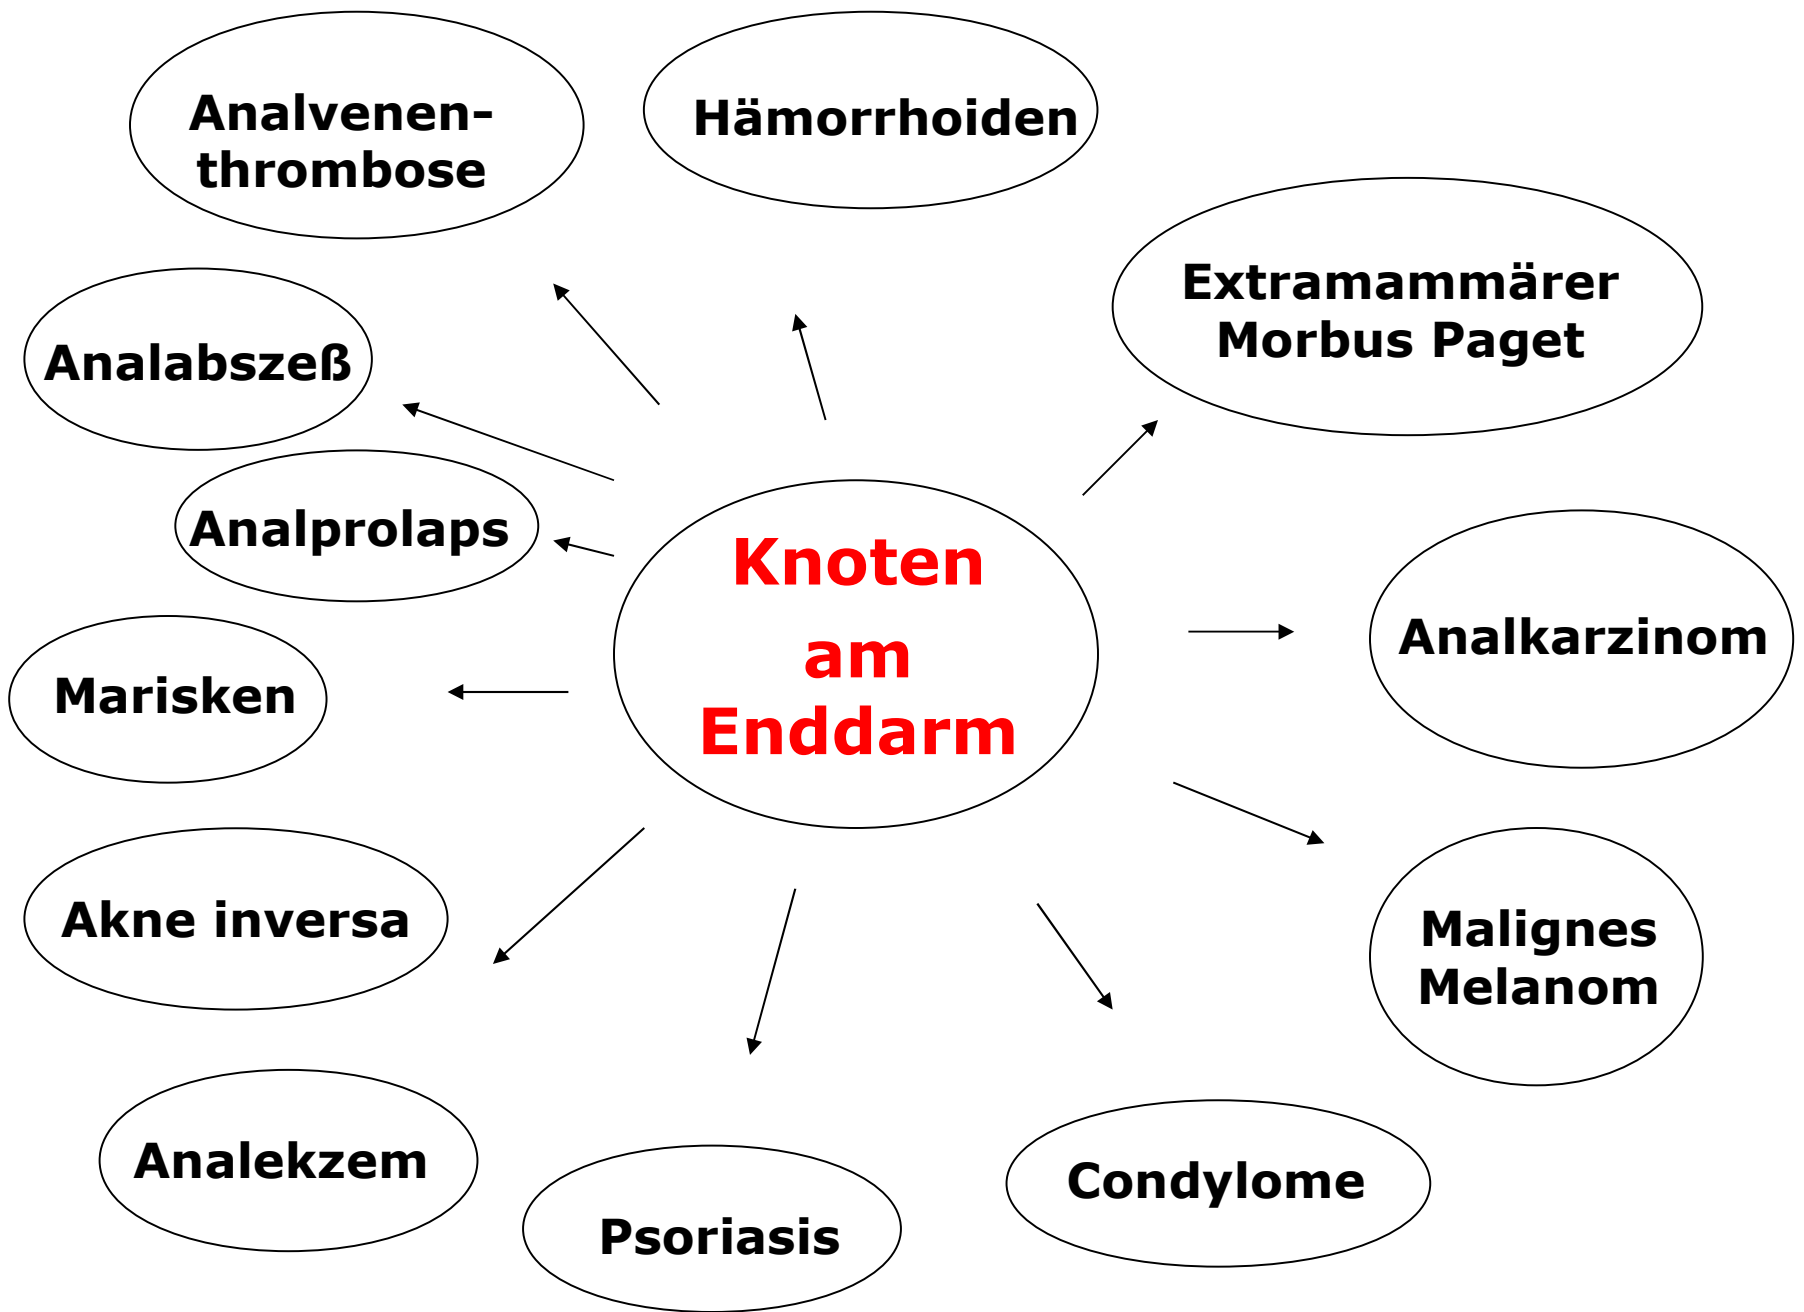 Analvenen-
thrombose
Hämorrhoiden
Extramammärer
Morbus Paget
Analabszeß
Analprolaps
Knoten
am
Enddarm
Analkarzinom
Marisken
Akne inversa
Malignes
Melanom
Analekzem
Psoriasis
Condylome